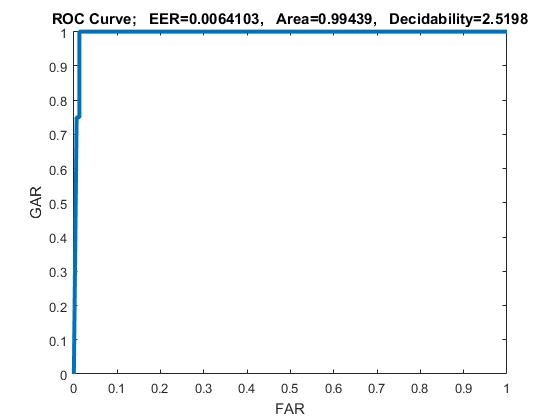 ROC Curve;   EER=0.0064103,   Area=0.99439,   Decidability=2.5198
1
0.9
0.8
0.7
0.6
0.5
0.4
0.3
0.2
0.1
0
GAR
0 0.1 0.2 0.3 0.4 0.5 0.6 0.7 0.8 0.9 1
FAR